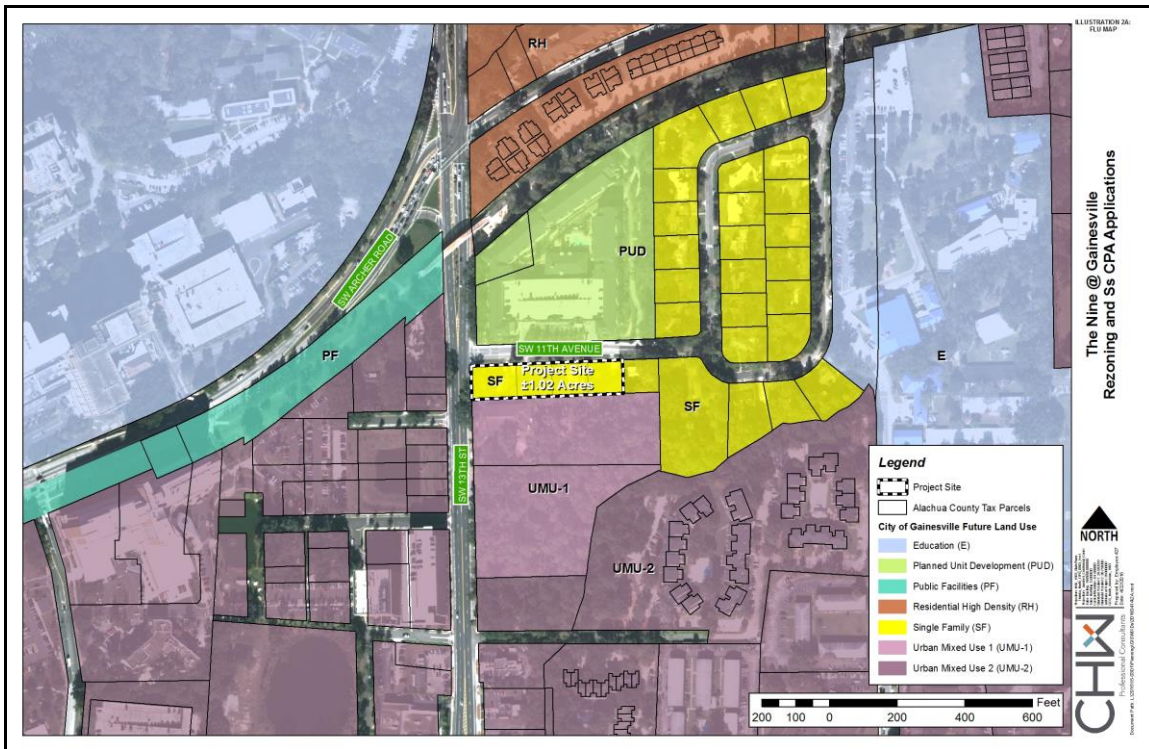 ILLUSTRATION 2A:
FLU MAP
The Nine @ Gainesville
Rezoning and Ss CPA Applications
RH
SW ARCHER ROAD
PUD
PF
SW 11TH AVENUE
E
SF
Project Site
±1.02 Acres
SF
SW 13TH ST
UMU-1
UMU-2
Legend
Project Site
Alachua County Tax Parcels
City of Gainesville Future Land Use
Education (E)
Planned Unit Development (PUD)
Public Facilities (PF)
Residential High Density (RH)
Single Family (SF)
Urban Mixed Use 1 (UMU-1)
Urban Mixed Use 2 (UMU-2)
NORTH
CHW
Professional Consultants
Feet
200 100 0 200 400 600